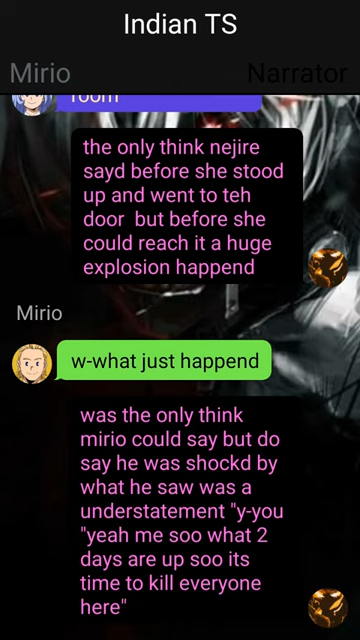 Indian TS
Mirio Narrator
room
the only think nejire
sayd before she stood
up and went to teh
door but before she
could reach it a huge
explosion happend
Mirio
w-what just happend
was the only think
mirio could say but do
say he was shockd by
what he saw was a
understatement "y-you
"yeah me soo what 2
days are up soo its
time to kill everyone
here"